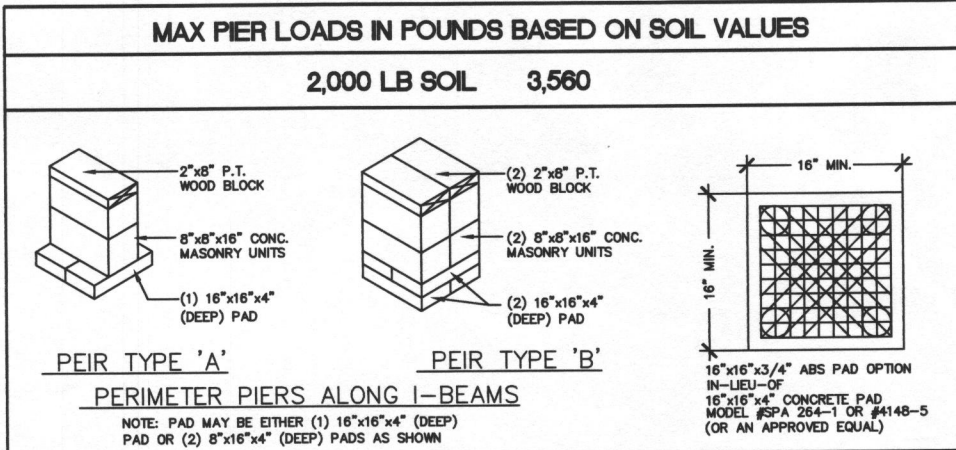 MAX PIER LOADS IN POUNDS BASED ON SOIL VALUES
2,000 LB SOIL 3,560
2"x8" P.T.
WOOD BLOCK
8"x8"x16" CONC.
MASONRY UNITS
(1) 16"x16"x4"
(DEEP) PAD
PEIR TYPE 'A'
(2) 2"x8" P.T.
WOOD BLOCK
(2) 8"x8"x16" CONC.
MASONRY UNITS
(2) 16"x16"x4"
(DEEP) PAD
PEIR TYPE 'B'
PERIMETER PIERS ALONG I-BEAMS
NOTE: PAD MAY BE EITHER (1) 16"x16"x4" (DEEP)
PAD OR (2) 8"x16"x4" (DEEP) PADS AS SHOWN
16" MIN.
16" MIN.
16"x16"x3/4" ABS PAD OPTION
IN-LIEU-OF
16"x16"x4" CONCRETE PAD
MODEL #SPA 264-1 OR #4148-5
(OR AN APPROVED EQUAL)